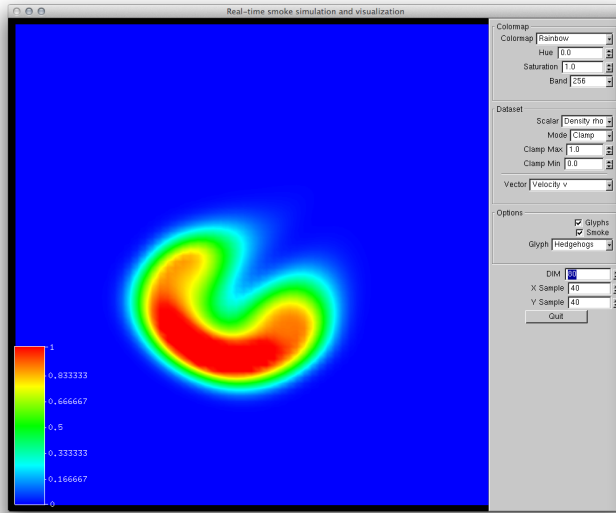 Real-time smoke simulation and visualization
Colormap
Colormap Rainbow
Hue 0.0
Saturation 1.0
Band 256
Dataset
Scalar Density rho
Mode Clamp
Clamp Max 1.0
Clamp Min 0.0
Vector Velocity v
Options
Glyphs
Smoke
Glyph Hedgehogs
DIM
X Sample 40
Y Sample 40
Quit
1
0.833333
0.666667
0.5
0.333333
0.166667
0